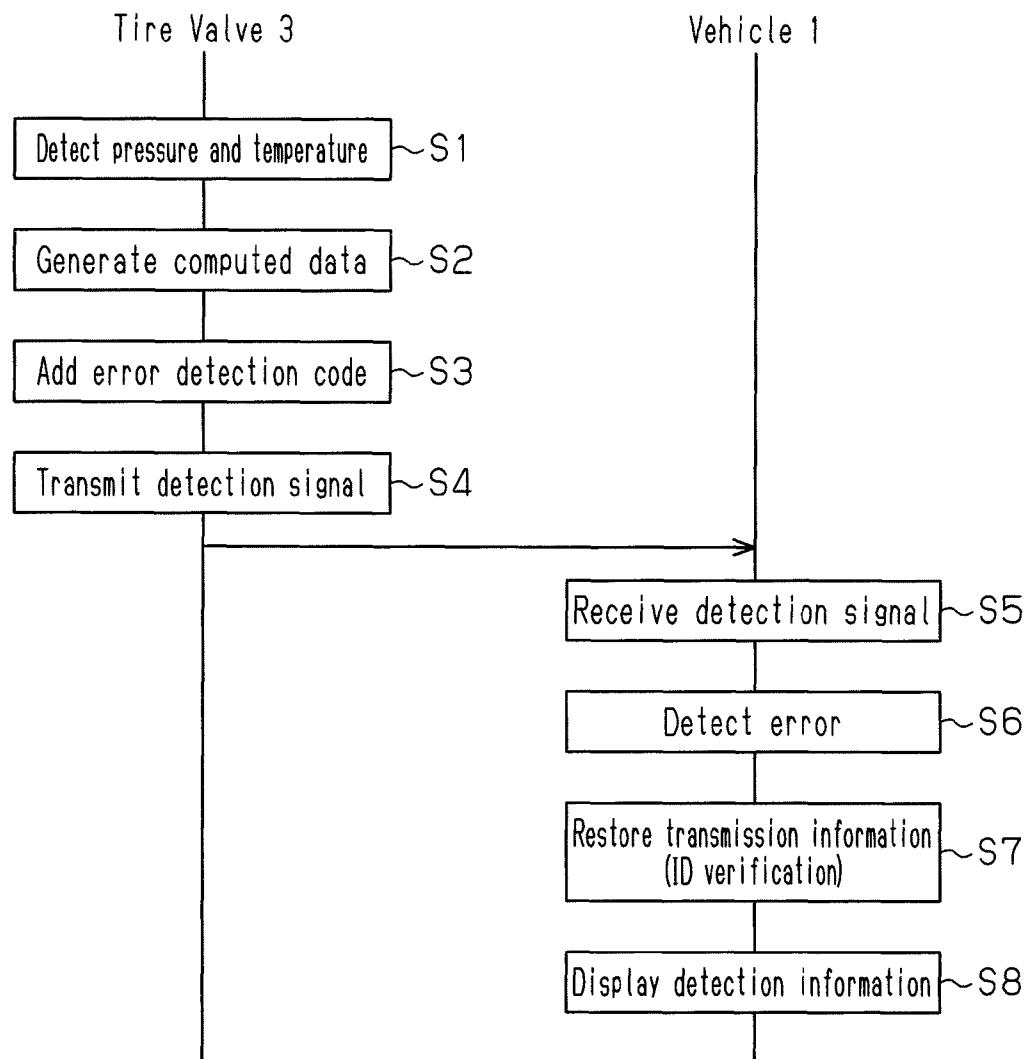 Tire Valve 3
Vehicle 1
Detect pressure and temperature S1
Generate computed data S2
Add error detection code S3
Transmit detection signal S4
Receive detection signal S5
Detect error S6
Restore transmission information
(ID verification) S7
Display detection information S8